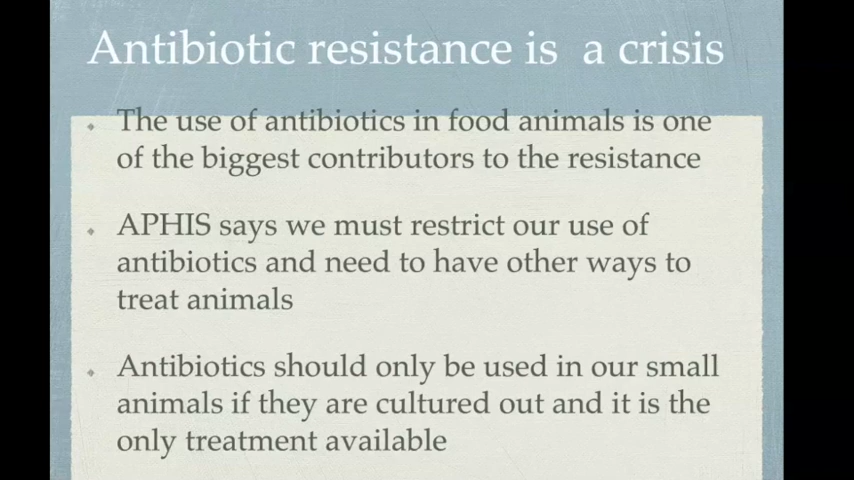 Antibiotic resistance is a crisis
The use of antibiotics in food animals is one
of the biggest contributors to the resistance
APHIS says we must restrict our use of
antibiotics and need to have other ways to
treat animals
Antibiotics should only be used in our small
animals if they are cultured out and it is the
only treatment available